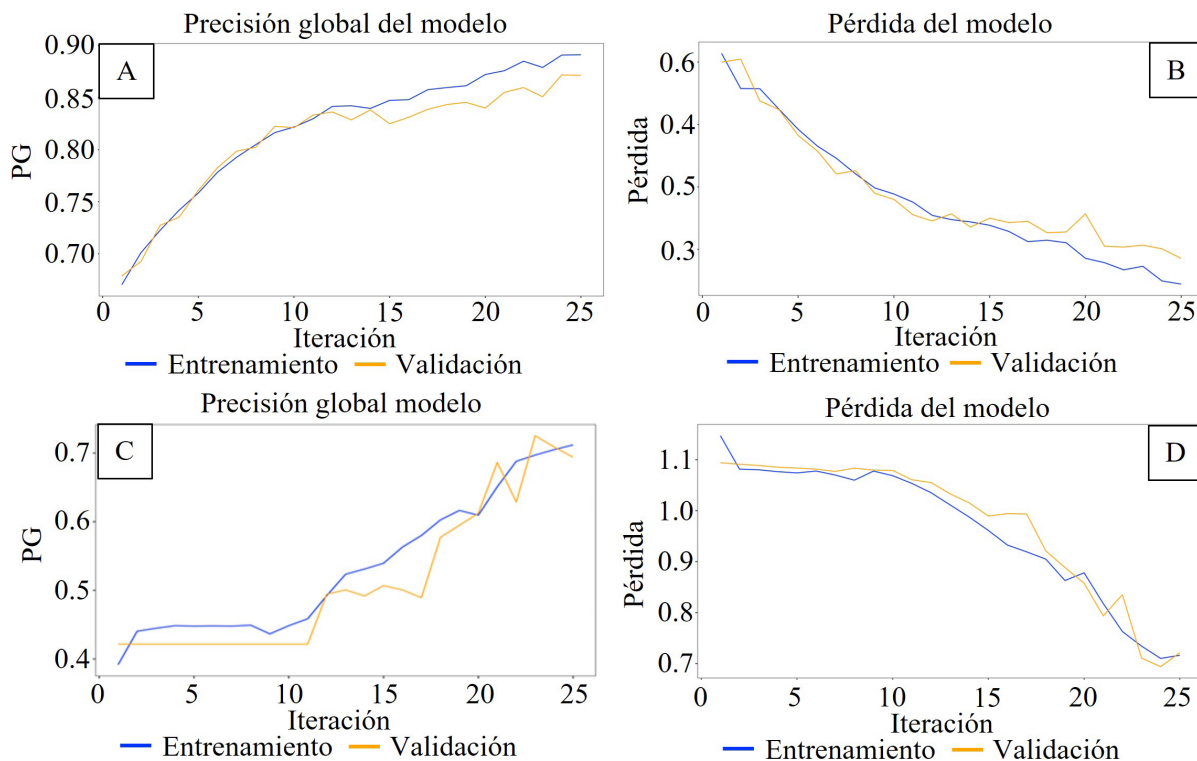 Precisión global del modelo
A
PG
0.90
0.85
0.80
0.75
0.70
0 5 10 15 20 25
Iteración
Entrenamiento Validación
Pérdida del modelo
B
Pérdida
0.6
0.4
0.5
0.3
0 5 10 15 20 25
Iteración
Entrenamiento Validación
Precisión global modelo
C
PG
0.7
0.6
0.5
0.4
0 5 10 15 20 25
Iteración
Entrenamiento Validación
Pérdida del modelo
D
Pérdida
1.1
1.0
0.9
0.8
0.7
0 5 10 15 20 25
Iteración
Entrenamiento Validación